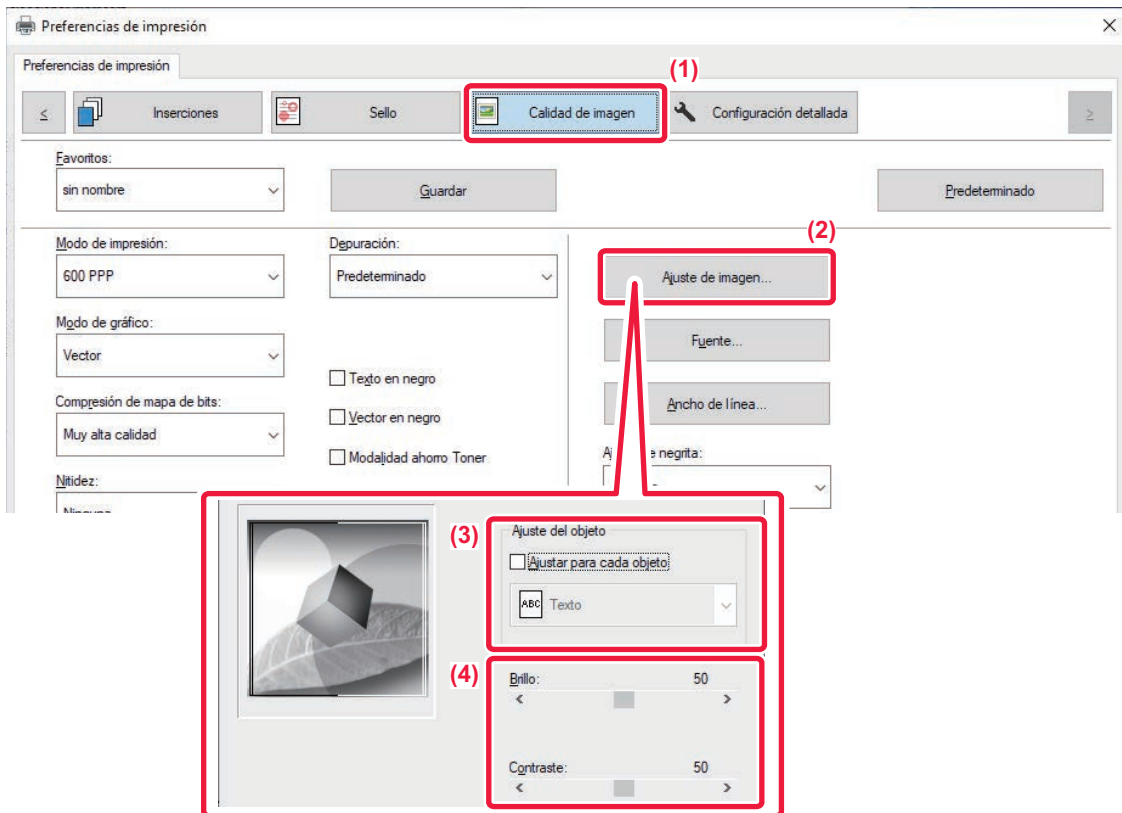 Preferencias de impresión
Preferencias de impresión
(1)
≤ Inserciones Sello Calidad de imagen Configuración detallada ≥
Favoritos:
sin nombre Guardar Predeterminado
(2)
Modo de impresión: Depuración:
600 PPP Predeterminado Ajuste de imagen...
Modo de gráfico:
Vector Fuente...
Texto en negro
Compresión de mapa de bits: Ancho de línea...
Vector en negro
Muy alta calidad
Modalidad ahorro Toner
negrita:
Nitidez:
Ninguna
(3) Ajuste del objeto
Ajustar para cada objeto
ABC Texto
(4) Brillo: 50
< >
Contraste: 50
< >